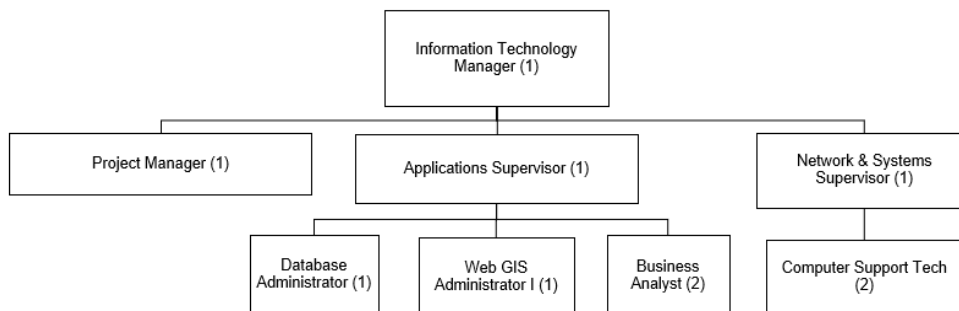 Information Technology
Manager (1)
Project Manager (1)
Applications Supervisor (1)
Network & Systems
Supervisor (1)
Database
Administrator (1)
Web GIS
Administrator I (1)
Business
Analyst (2)
Computer Support Tech
(2)